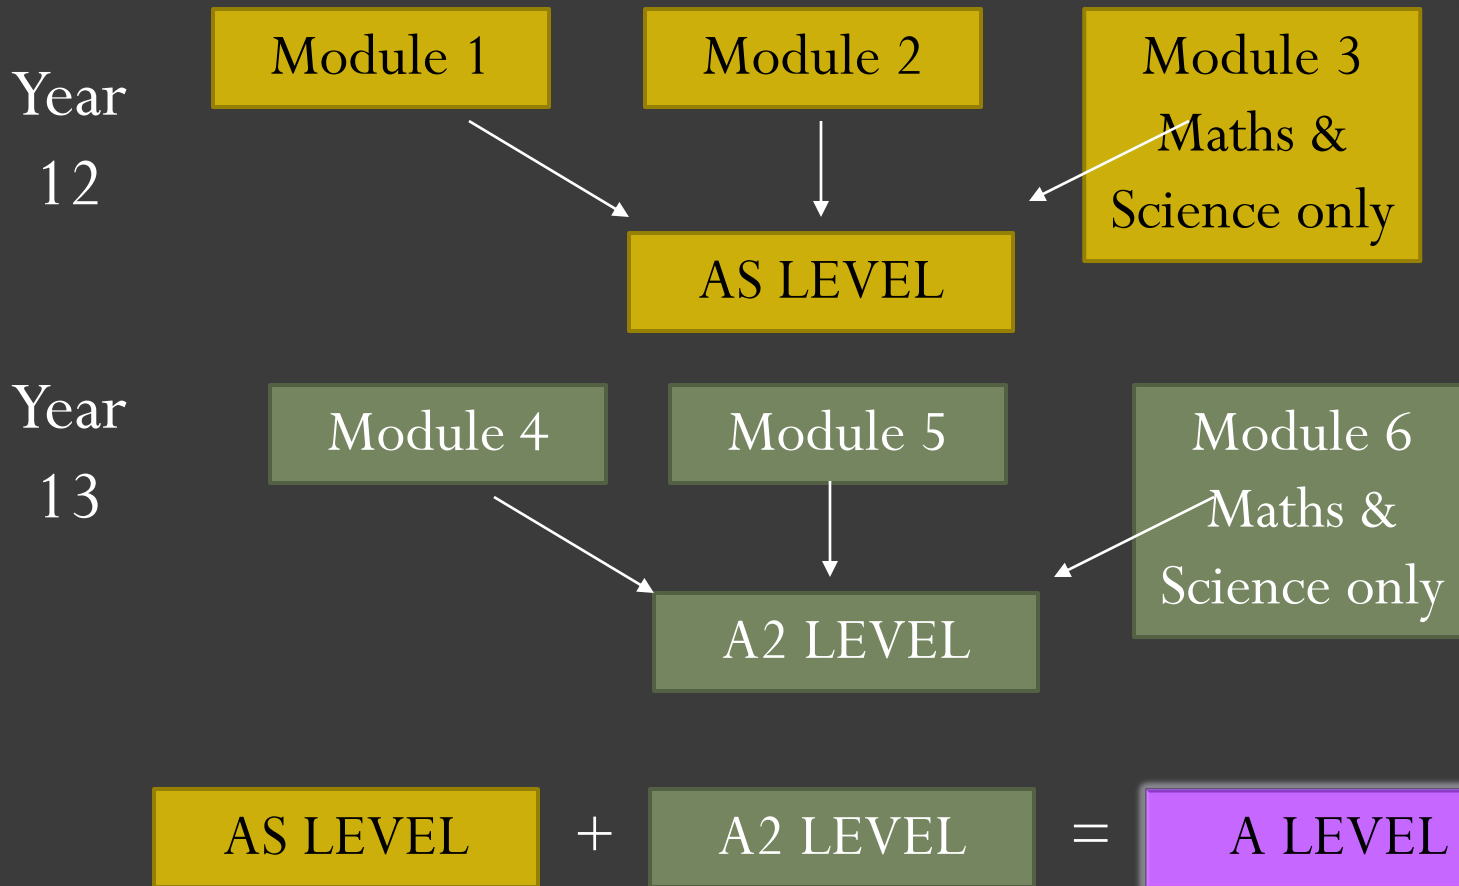 Year
12
Module 1
Module 2
Module 3
Maths &
Science only
AS LEVEL
Year
13
Module 4
Module 5
Module 6
Maths &
Science only
A2 LEVEL
AS LEVEL + A2 LEVEL = A LEVEL